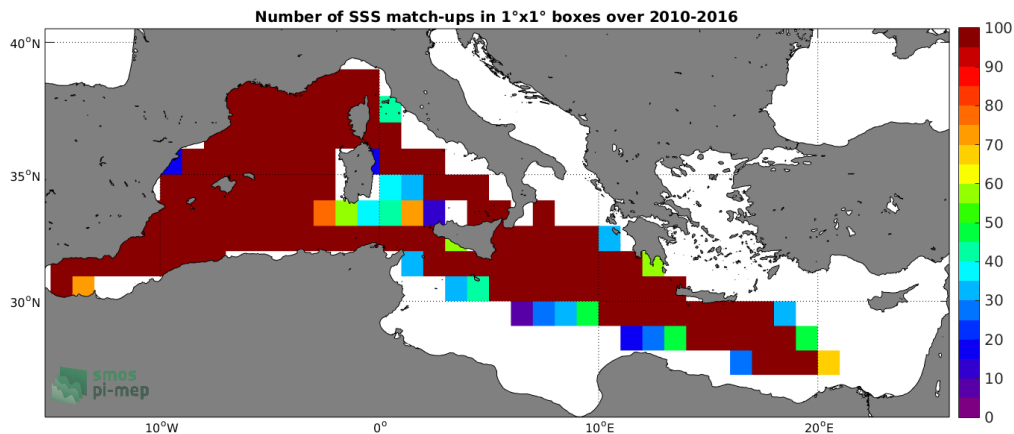 Number of SSS match-ups in 1°x1° boxes over 2010-2016
40°N
35°N
30°N
10°W
0°
10°E
20°E
100
90
80
70
60
50
40
30
20
10
0
smos
pi-mep